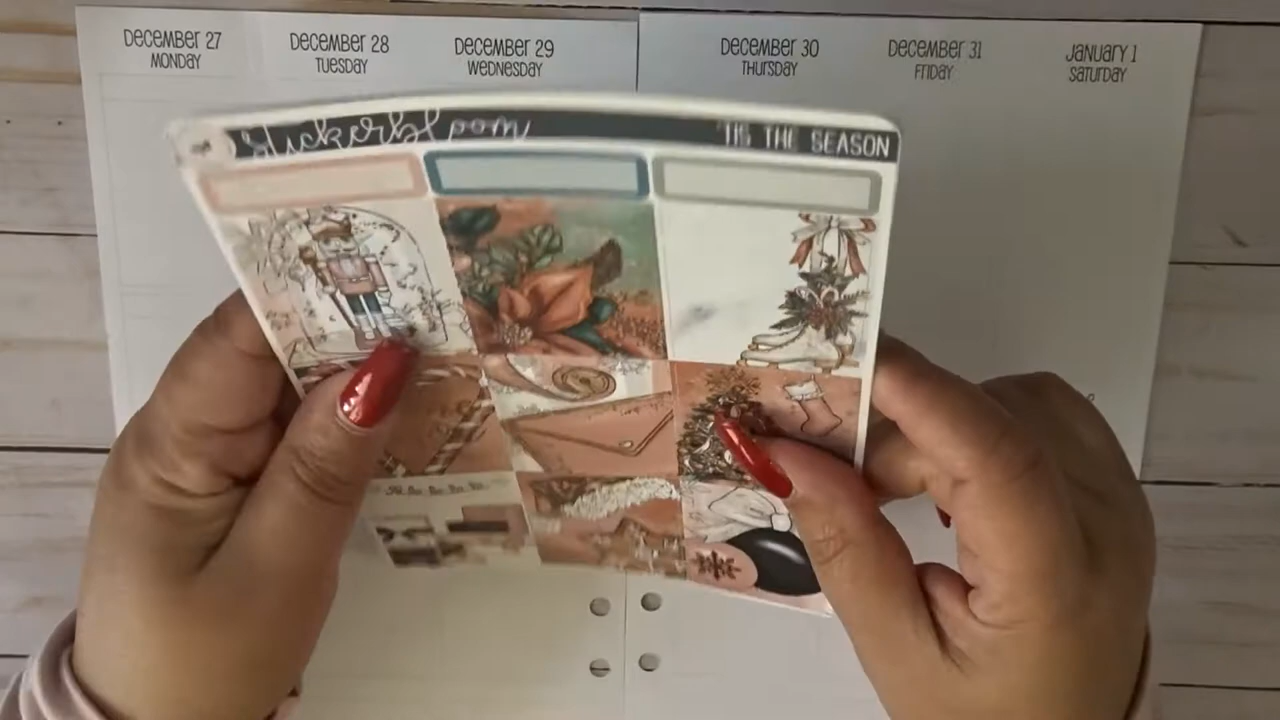 DECEMBER 27
MONDAY
DECEMBER 28
TUESDAY
DECEMBER 29
WEDNESDAY
DECEMBER 30
THURSDAY
DECEMBER 31
FRIDAY
JANUARY 1
SATURDAY
'TIS THE SEASON